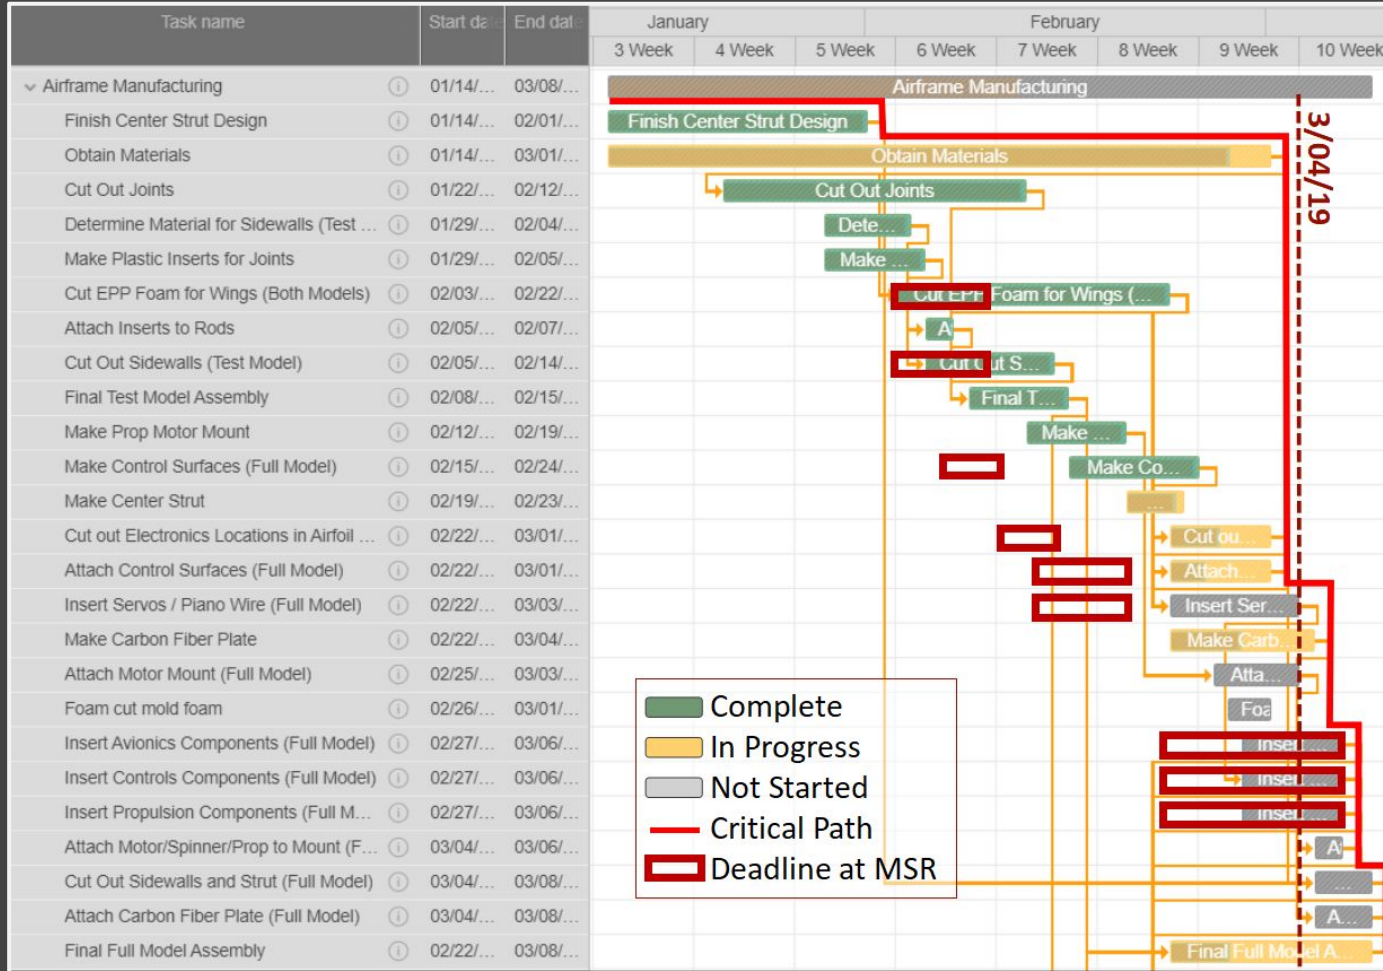 Task name Start date End date January February
3 Week 4 Week 5 Week 6 Week 7 Week 8 Week 9 Week 10 Week
Airframe Manufacturing 01/14/... 03/08/... Airframe Manufacturing
Finish Center Strut Design 01/14/... 02/01/... Finish Center Strut Design
Obtain Materials 01/14/... 03/01/... Obtain Materials
Cut Out Joints 01/22/... 02/12/... Cut Out Joints
Determine Material for Sidewalls (Test ... 01/29/... 02/04/... Dete...
Make Plastic Inserts for Joints 01/29/... 02/05/... Make ...
Cut EPP Foam for Wings (Both Models) 02/03/... 02/22/... Cut EPP Foam for Wings (...
Attach Inserts to Rods 02/05/... 02/07/... A
Cut Out Sidewalls (Test Model) 02/05/... 02/14/... Cut Out S...
Final Test Model Assembly 02/08/... 02/15/... Final T...
Make Prop Motor Mount 02/12/... 02/19/... Make ...
Make Control Surfaces (Full Model) 02/15/... 02/24/... Make Co...
Make Center Strut 02/19/... 02/23/... ...
Cut out Electronics Locations in Airfoil ... 02/22/... 03/01/... Cut ou...
Attach Control Surfaces (Full Model) 02/22/... 03/01/... Attach...
Insert Servos / Piano Wire (Full Model) 02/22/... 03/03/... Insert Ser...
Make Carbon Fiber Plate 02/22/... 03/04/... Make Carb...
Attach Motor Mount (Full Model) 02/25/... 03/03/... Atta...
Foam cut mold foam 02/26/... 03/01/... Foa
Insert Avionics Components (Full Model) 02/27/... 03/06/... Insert ...
Insert Controls Components (Full Model) 02/27/... 03/06/... Insert ...
Insert Propulsion Components (Full M... 02/27/... 03/06/... Insert ...
Attach Motor/Spinner/Prop to Mount (F... 03/04/... 03/06/... A
Cut Out Sidewalls and Strut (Full Model) 03/04/... 03/08/... ...
Attach Carbon Fiber Plate (Full Model) 03/04/... 03/08/... A...
Final Full Model Assembly 02/22/... 03/08/... Final Full Model A...
3/04/19
Complete
In Progress
Not Started
Critical Path
Deadline at MSR